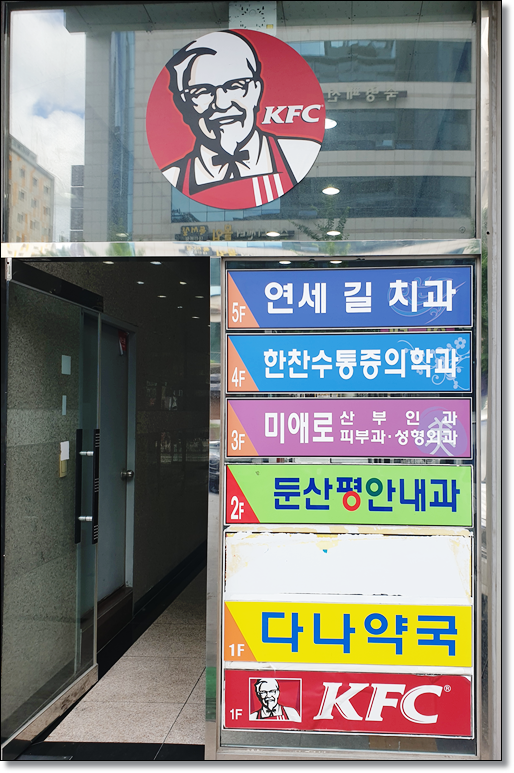 KFC
5F 연세 길 치과
4F 한찬수통증의학과
3F 미애로 산부인과
피부과·성형외과
美
2F 둔산평안내과
1F 다나약국
1F KFC®